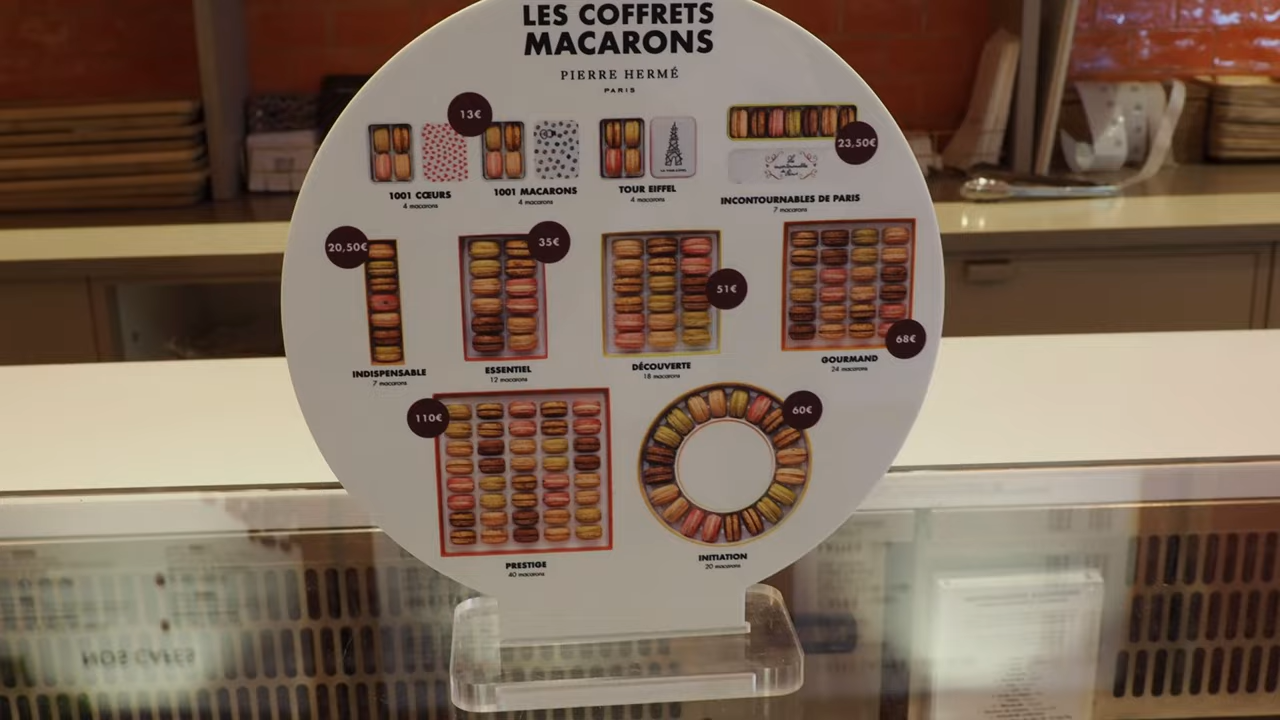 LES COFFRETS
MACARONS
PIERRE HERMÉ
PARIS
13€
23,50€
1001 CŒURS
4 macarons
1001 MACARONS
4 macarons
TOUR EIFFEL
4 macarons
INCONTOURNABLES DE PARIS
7 macarons
20,50€
35€
51€
68€
INDISPENSABLE
7 macarons
ESSENTIEL
12 macarons
DÉCOUVERTE
18 macarons
GOURMAND
24 macarons
110€
60€
PRESTIGE
40 macarons
INITIATION
20 macarons
NOS CAFÉS